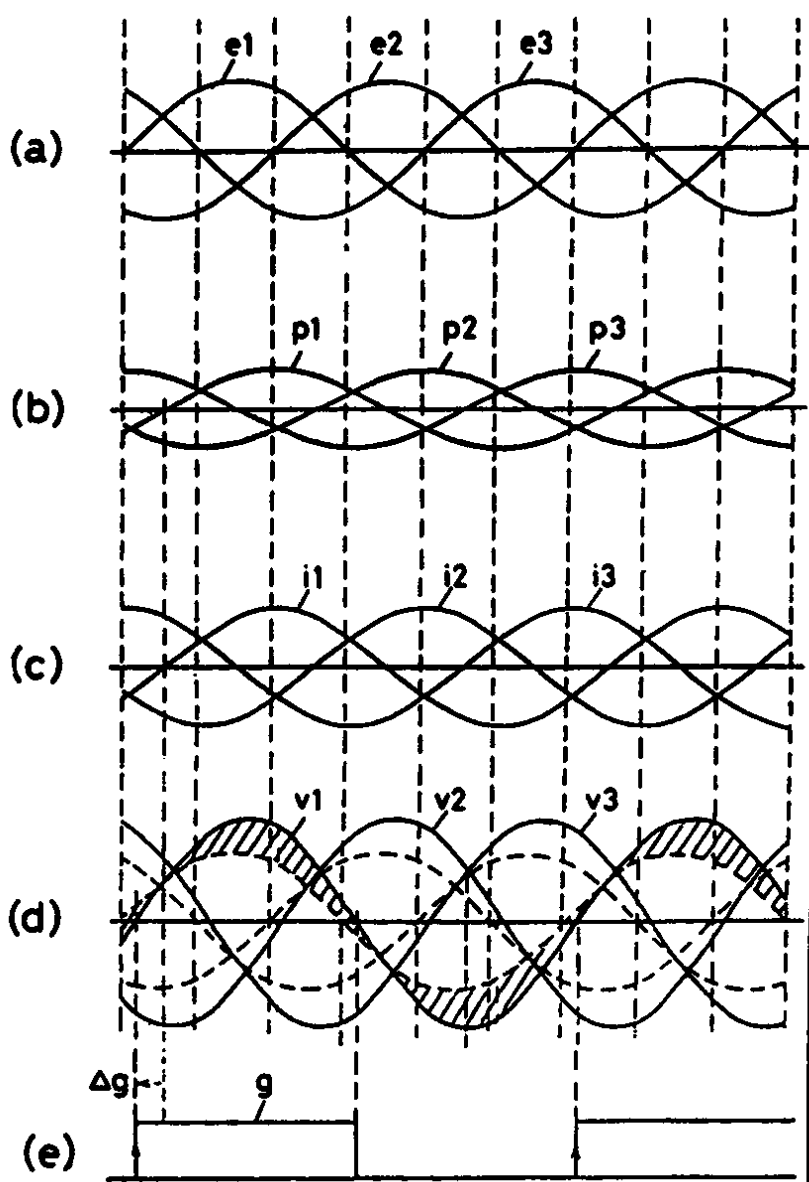 e1 e2 e3
(a)
p1 p2 p3
(b)
i1 i2 i3
(c)
v1 v2 v3
(d)
Δg g
(e)